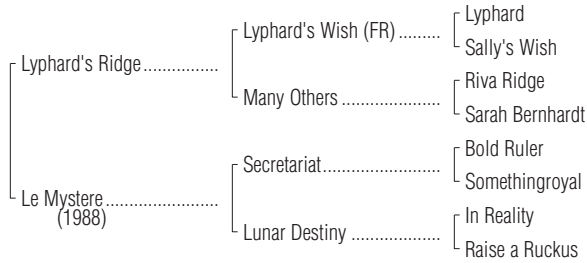 Lyphard
Lyphard's Wish (FR) .........
Sally's Wish
Lyphard's Ridge................
Riva Ridge
Many Others .....................
Sarah Bernhardt
Bold Ruler
Secretariat.........................
Somethingroyal
Le Mystere ........................
(1988)
In Reality
Lunar Destiny ...................
Raise a Ruckus